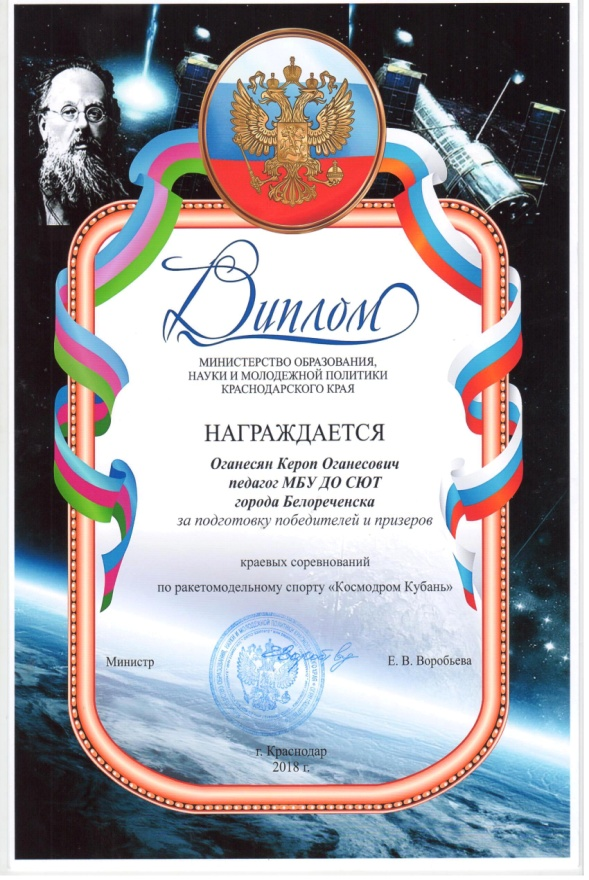 Диплом
МИНИСТЕРСТВО ОБРАЗОВАНИЯ,
НАУКИ И МОЛОДЕЖНОЙ ПОЛИТИКИ
КРАСНОДАРСКОГО КРАЯ
НАГРАЖДАЕТСЯ
Оганесян Кероп Оганесович
педагог МБУ ДО СЮТ
города Белореченска
за подготовку победителей и призеров
краевых соревнований
по ракетомодельному спорту «Космодром Кубань»
Министр Е. В. Воробьева
г. Краснодар
2018 г.